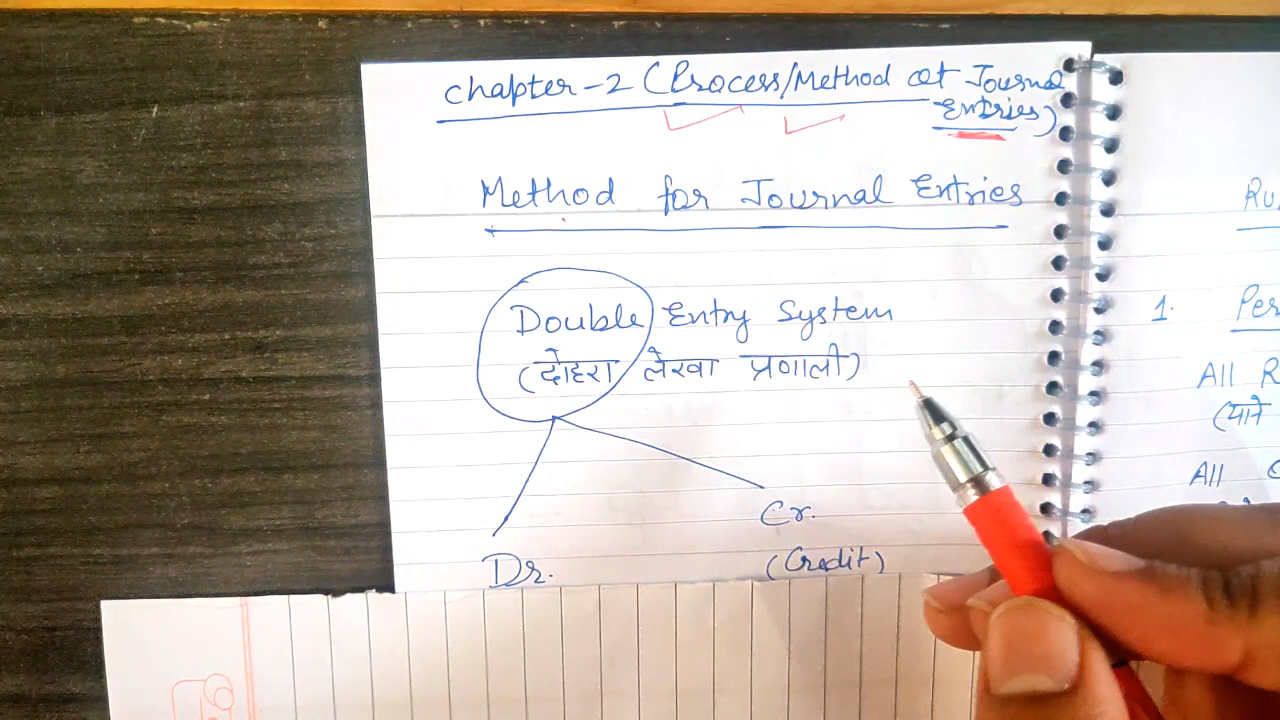 Chapter-2 (Process/Method of Journal
Entries)
Method for Journal Entries
Double Entry System
(दोहरा लेखा प्रणाली)
Cr.
Dr.
(Credit)
1.
All
(याने
All